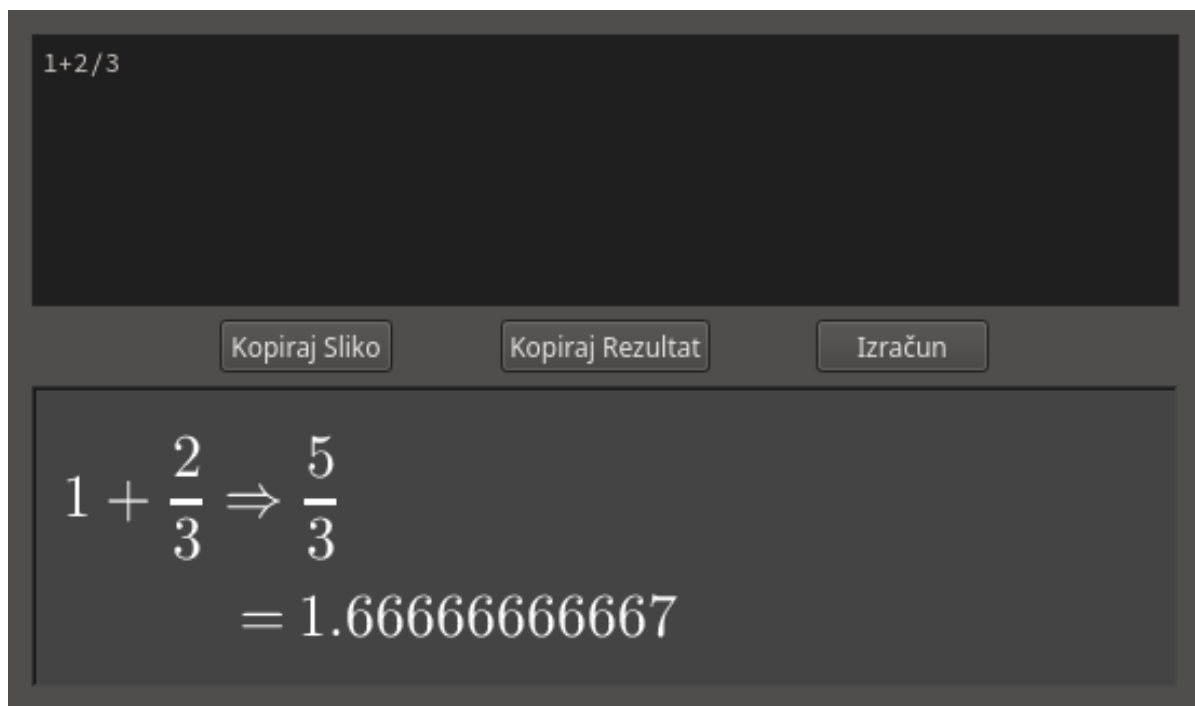 1+2/3
Kopiraj Sliko Kopiraj Rezultat Izračun
1 + 2/3 ⇒ 5/3
= 1.66666666667